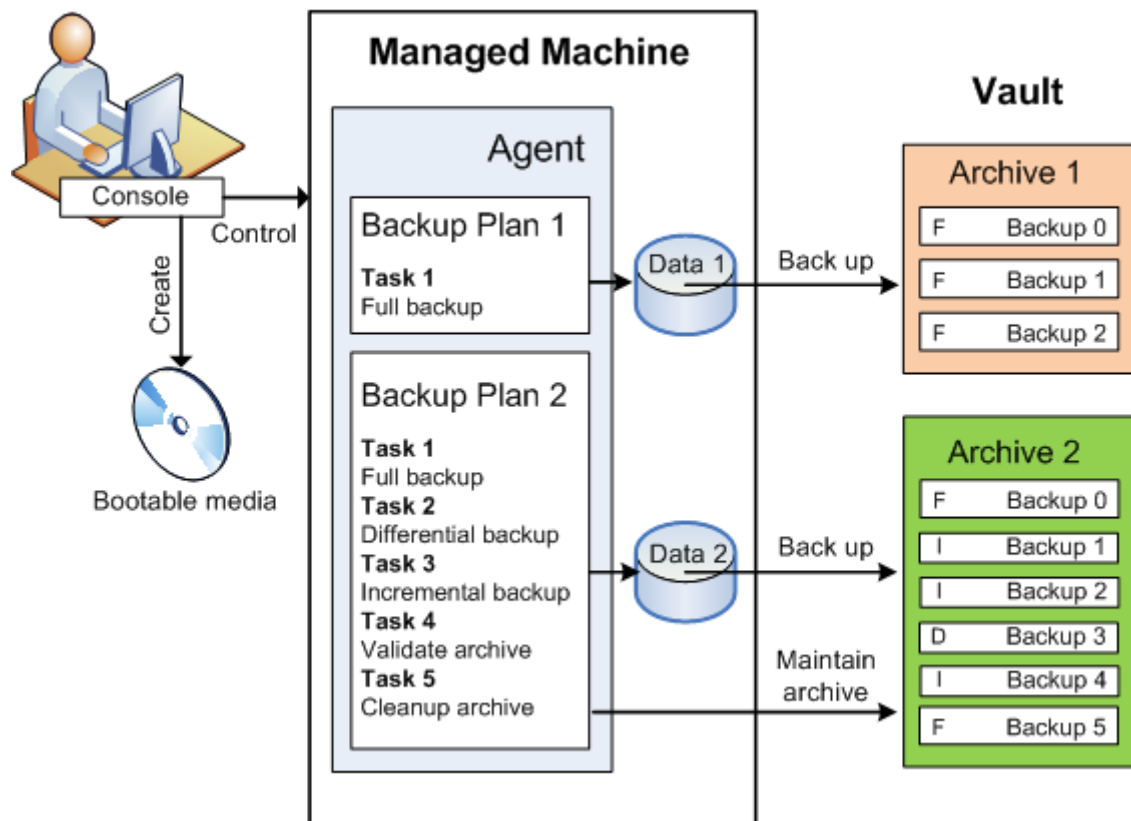 Managed Machine
Vault
Console
Control
Create
Bootable media
Agent
Backup Plan 1
Task 1
Full backup
Backup Plan 2
Task 1
Full backup
Task 2
Differential backup
Task 3
Incremental backup
Task 4
Validate archive
Task 5
Cleanup archive
Data 1
Back up
Data 2
Back up
Maintain
archive
Archive 1
F Backup 0
F Backup 1
F Backup 2
Archive 2
F Backup 0
I Backup 1
I Backup 2
D Backup 3
I Backup 4
F Backup 5